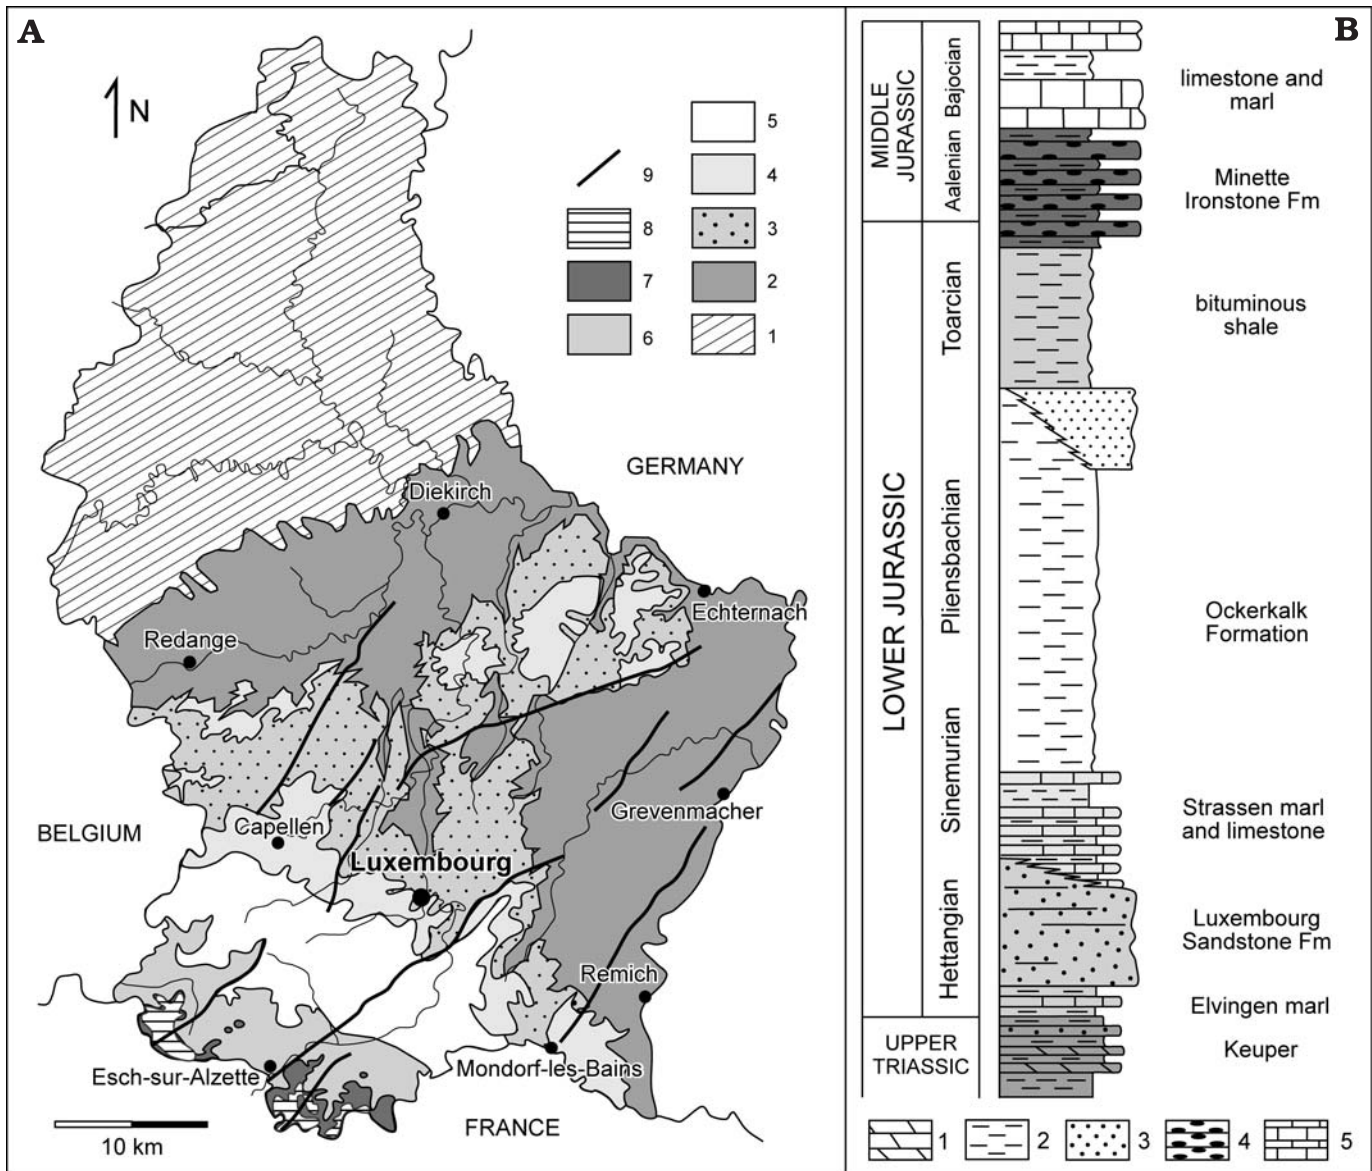 A
N
5
9
4
8
3
7
2
6
1
GERMANY
Diekirch
Echternach
Redange
Grevenmacher
BELGIUM
Capellen
Luxembourg
Remich
Esch-sur-Alzette
Mondorf-les-Bains
FRANCE
10 km
B
MIDDLE
JURASSIC
Bajocian
Aalenian
LOWER JURASSIC
Toarcian
Pliensbachian
Sinemurian
Hettangian
UPPER
TRIASSIC
limestone and
marl
Minette
Ironstone Fm
bituminous
shale
Ockerkalk
Formation
Strassen marl
and limestone
Luxembourg
Sandstone Fm
Elvingen marl
Keuper
1
2
3
4
5